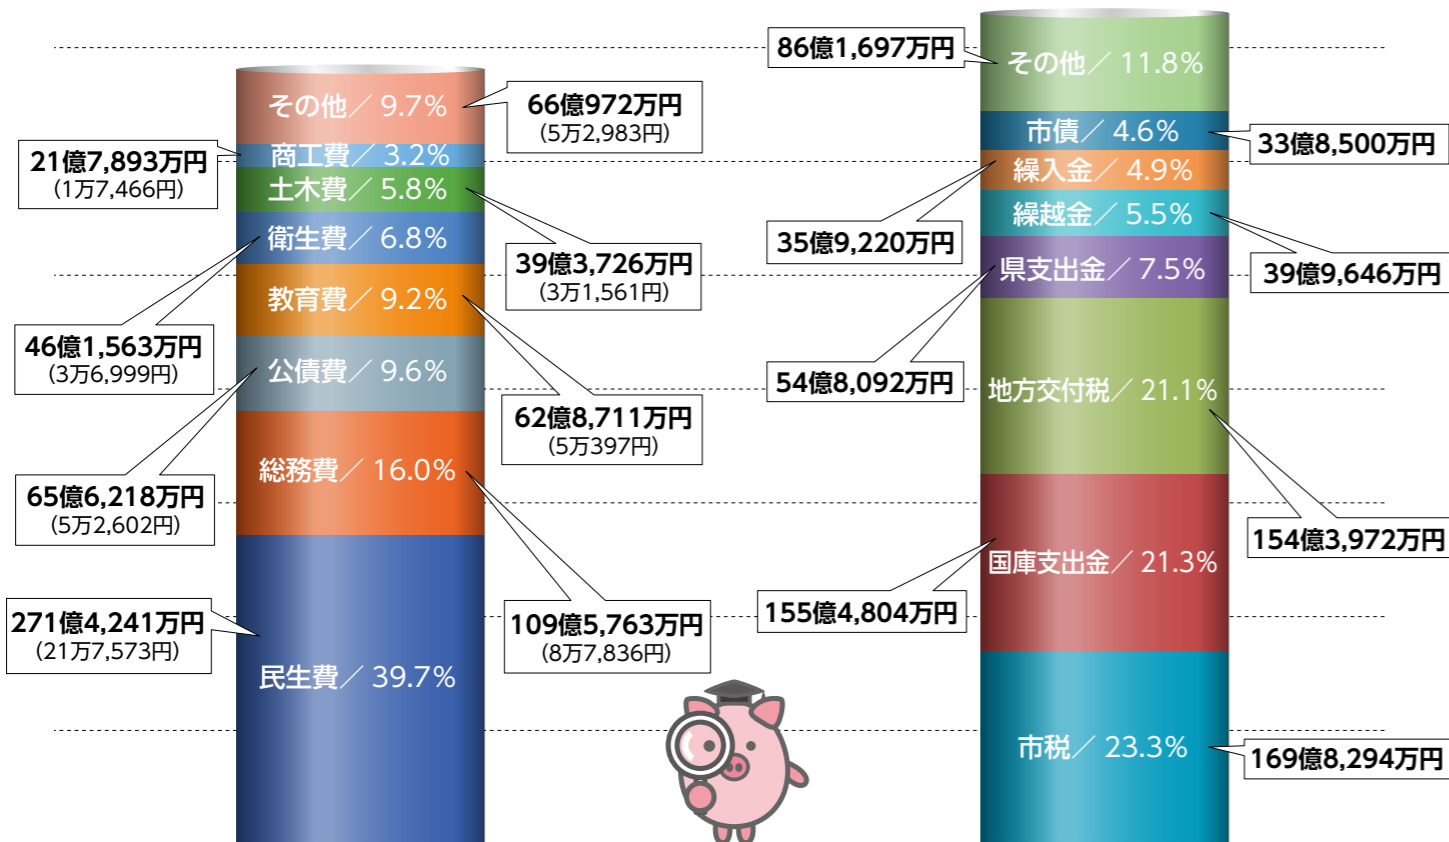 その他／ 9.7％
66億972万円
(5万2,983円)
商工費／ 3.2％
21億7,893万円
(1万7,466円)
土木費／ 5.8％
39億3,726万円
(3万1,561円)
衛生費／ 6.8％
46億1,563万円
(3万6,999円)
教育費／ 9.2％
62億8,711万円
(5万397円)
公債費／ 9.6％
65億6,218万円
(5万2,602円)
総務費／ 16.0％
109億5,763万円
(8万7,836円)
民生費／ 39.7％
271億4,241万円
(21万7,573円)
その他／ 11.8％
86億1,697万円
市債／ 4.6％
33億8,500万円
繰入金／ 4.9％
35億9,220万円
繰越金／ 5.5％
39億9,646万円
県支出金／ 7.5％
54億8,092万円
地方交付税／ 21.1％
154億3,972万円
国庫支出金／ 21.3％
155億4,804万円
市税／ 23.3％
169億8,294万円